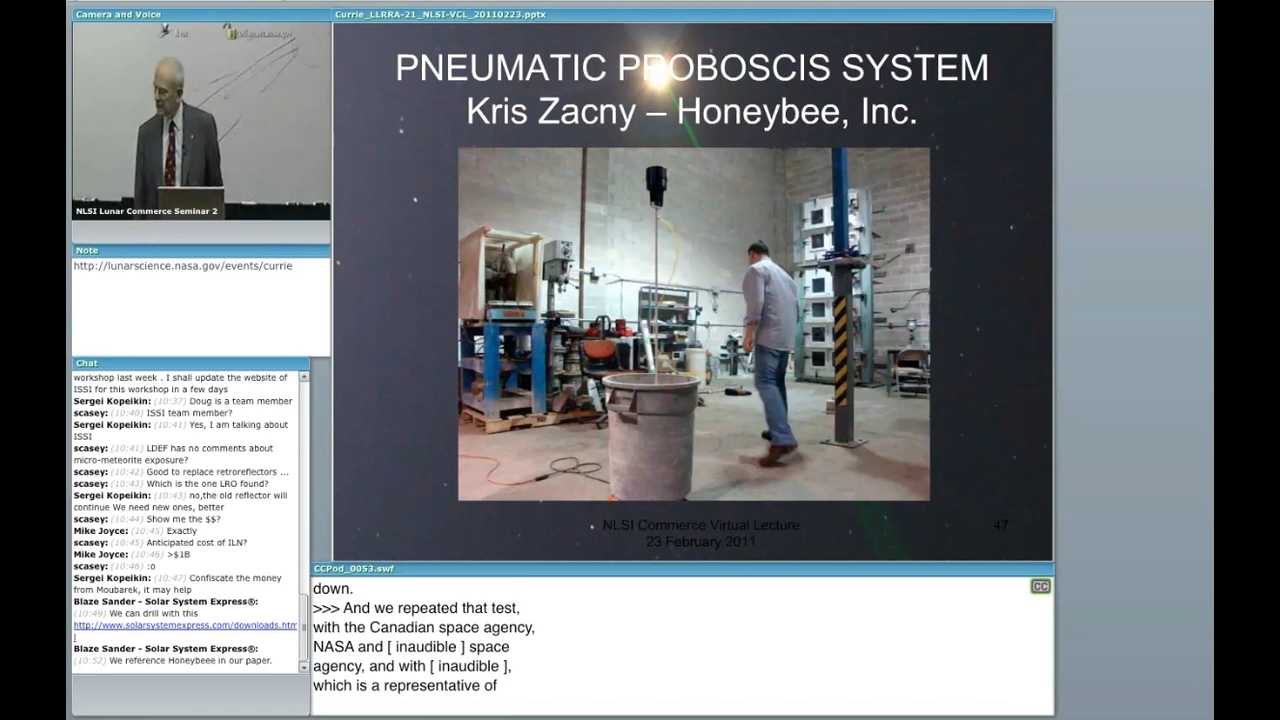 Camera and Voice
NLSI Lunar Commerce Seminar 2
Note
http://lunarscience.nasa.gov/events/currie
Chat
workshop last week . I shall update the website of
ISSI for this workshop in a few days
Sergei Kopeikin: (10:37) Doug is a team member
scasey: (10:40) ISSI team member?
Sergei Kopeikin: (10:41) Yes, I am talking about
ISSI
scasey: (10:41) LDEF has no comments about
micro-meteorite exposure?
scasey: (10:42) Good to replace retroreflectors ...
scasey: (10:43) Which is the one LRO found?
Sergei Kopeikin: (10:43) no,the old reflector will
continue We need new ones, better
scasey: (10:44) Show me the $$?
Mike Joyce: (10:45) Exactly
scasey: (10:45) Anticipated cost of ILN?
Mike Joyce: (10:46) >$1B
scasey: (10:46) :o
Sergei Kopeikin: (10:47) Confiscate the money
from Moubarek, it may help
Blaze Sander - Solar System Express®:
(10:49) We can drill with this
http://www.solarsystemexpress.com/downloads.htm
l
Blaze Sander - Solar System Express®:
(10:52) We reference Honeybeee in our paper.
Currie_LLRRA-21_NLSI-VCL_20110223.pptx
PNEUMATIC PROBOSCIS SYSTEM
Kris Zacny – Honeybee, Inc.
NLSI Commerce Virtual Lecture
23 February 2011
47
CCPod_0053.swf
CC
down.
>>> And we repeated that test,
with the Canadian space agency,
NASA and [ inaudible ] space
agency, and with [ inaudible ],
which is a representative of